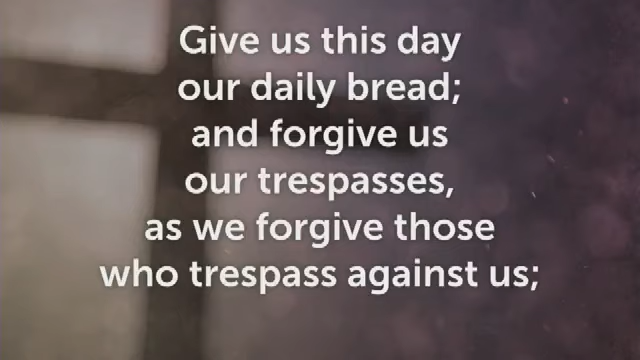 Give us this day
our daily bread;
and forgive us
our trespasses,
as we forgive those
who trespass against us;